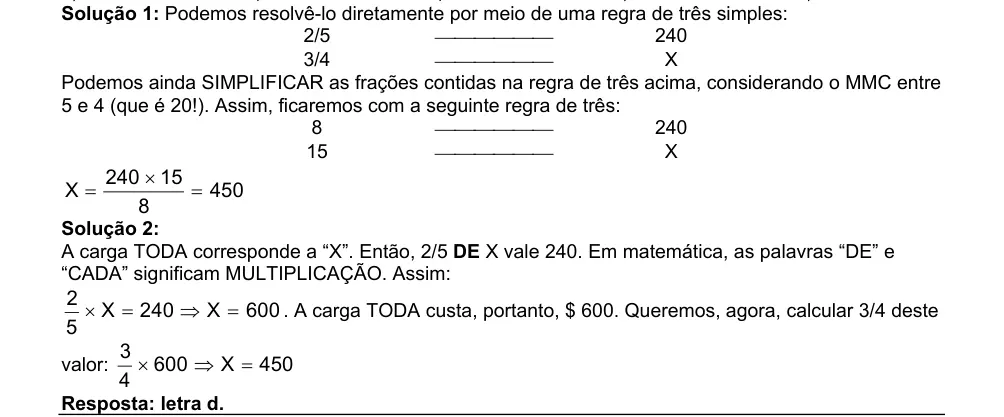 Solução 1: Podemos resolvê-lo diretamente por meio de uma regra de três simples:
2/5 —————— 240
3/4 —————— X
Podemos ainda SIMPLIFICAR as frações contidas na regra de três acima, considerando o MMC entre
5 e 4 (que é 20!). Assim, ficaremos com a seguinte regra de três:
8 —————— 240
15 —————— X
X = 240 × 15 / 8 = 450
Solução 2:
A carga TODA corresponde a “X”. Então, 2/5 DE X vale 240. Em matemática, as palavras “DE” e
“CADA” significam MULTIPLICAÇÃO. Assim:
2/5 × X = 240 ⇒ X = 600 . A carga TODA custa, portanto, $ 600. Queremos, agora, calcular 3/4 deste
valor: 3/4 × 600 ⇒ X = 450
Resposta: letra d.